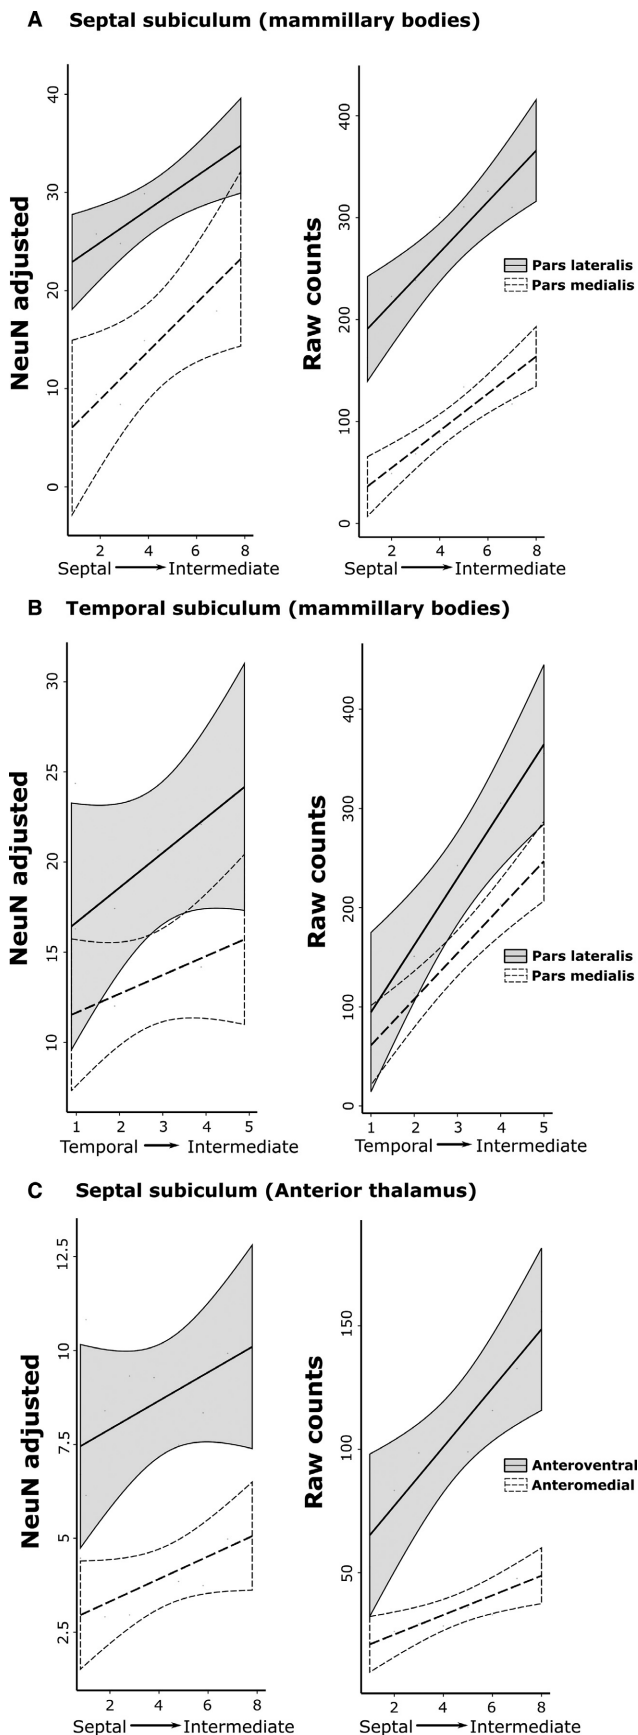 A Septal subiculum (mammillary bodies)
NeuN adjusted
40
30
20
10
0
2 4 6 8
Septal → Intermediate
Raw counts
400
300
200
100
0
2 4 6 8
Septal → Intermediate
Pars lateralis
Pars medialis
B Temporal subiculum (mammillary bodies)
NeuN adjusted
30
25
20
15
10
1 2 3 4 5
Temporal → Intermediate
Raw counts
400
300
200
100
0
1 2 3 4 5
Temporal → Intermediate
Pars lateralis
Pars medialis
C Septal subiculum (Anterior thalamus)
NeuN adjusted
12.5
10
7.5
5
2.5
2 4 6 8
Septal → Intermediate
Raw counts
150
100
50
2 4 6 8
Septal → Intermediate
Anteroventral
Anteromedial